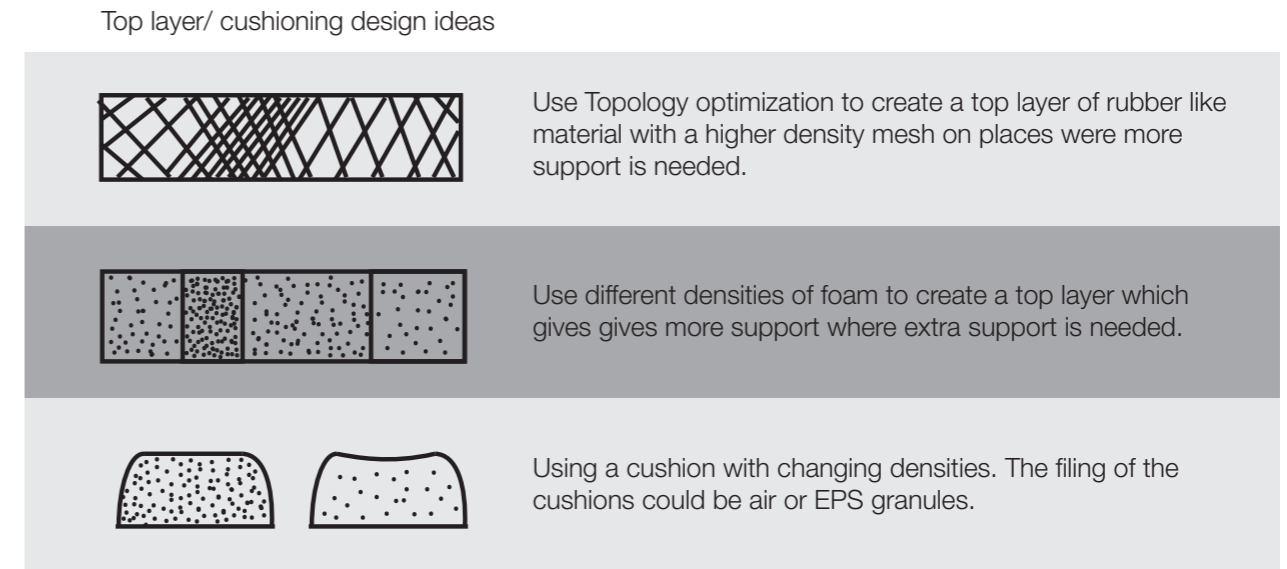 Top layer/ cushioning design ideas
Use Topology optimization to create a top layer of rubber like
material with a higher density mesh on places were more
support is needed.
Use different densities of foam to create a top layer which
gives gives more support where extra support is needed.
Using a cushion with changing densities. The filing of the
cushions could be air or EPS granules.